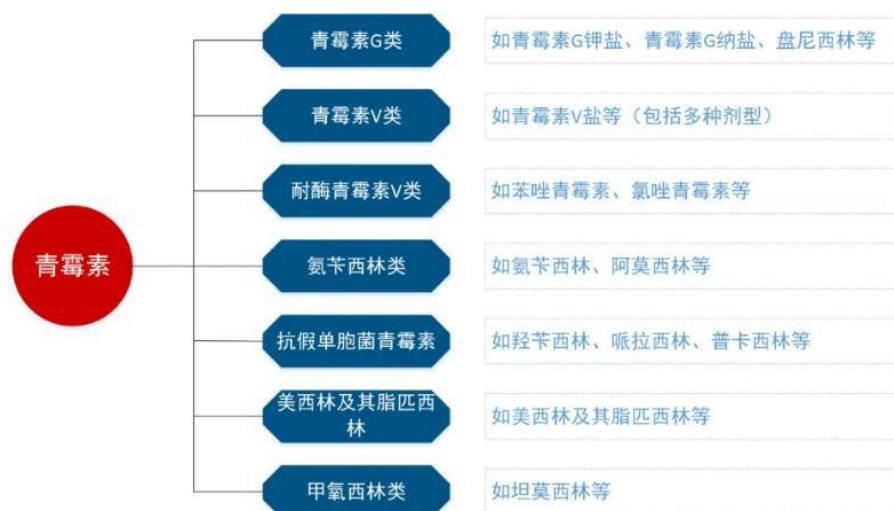 青霉素
青霉素G类
如青霉素G钾盐、青霉素G纳盐、盘尼西林等
青霉素V类
如青霉素V盐等（包括多种剂型）
耐酶青霉素V类
如苯唑青霉素、氯唑青霉素等
氨苄西林类
如氨苄西林、阿莫西林等
抗假单胞菌青霉素
如羟苄西林、哌拉西林、普卡西林等
美西林及其脂匹西
林
如美西林及其脂匹西林等
甲氧西林类
如坦莫西林等